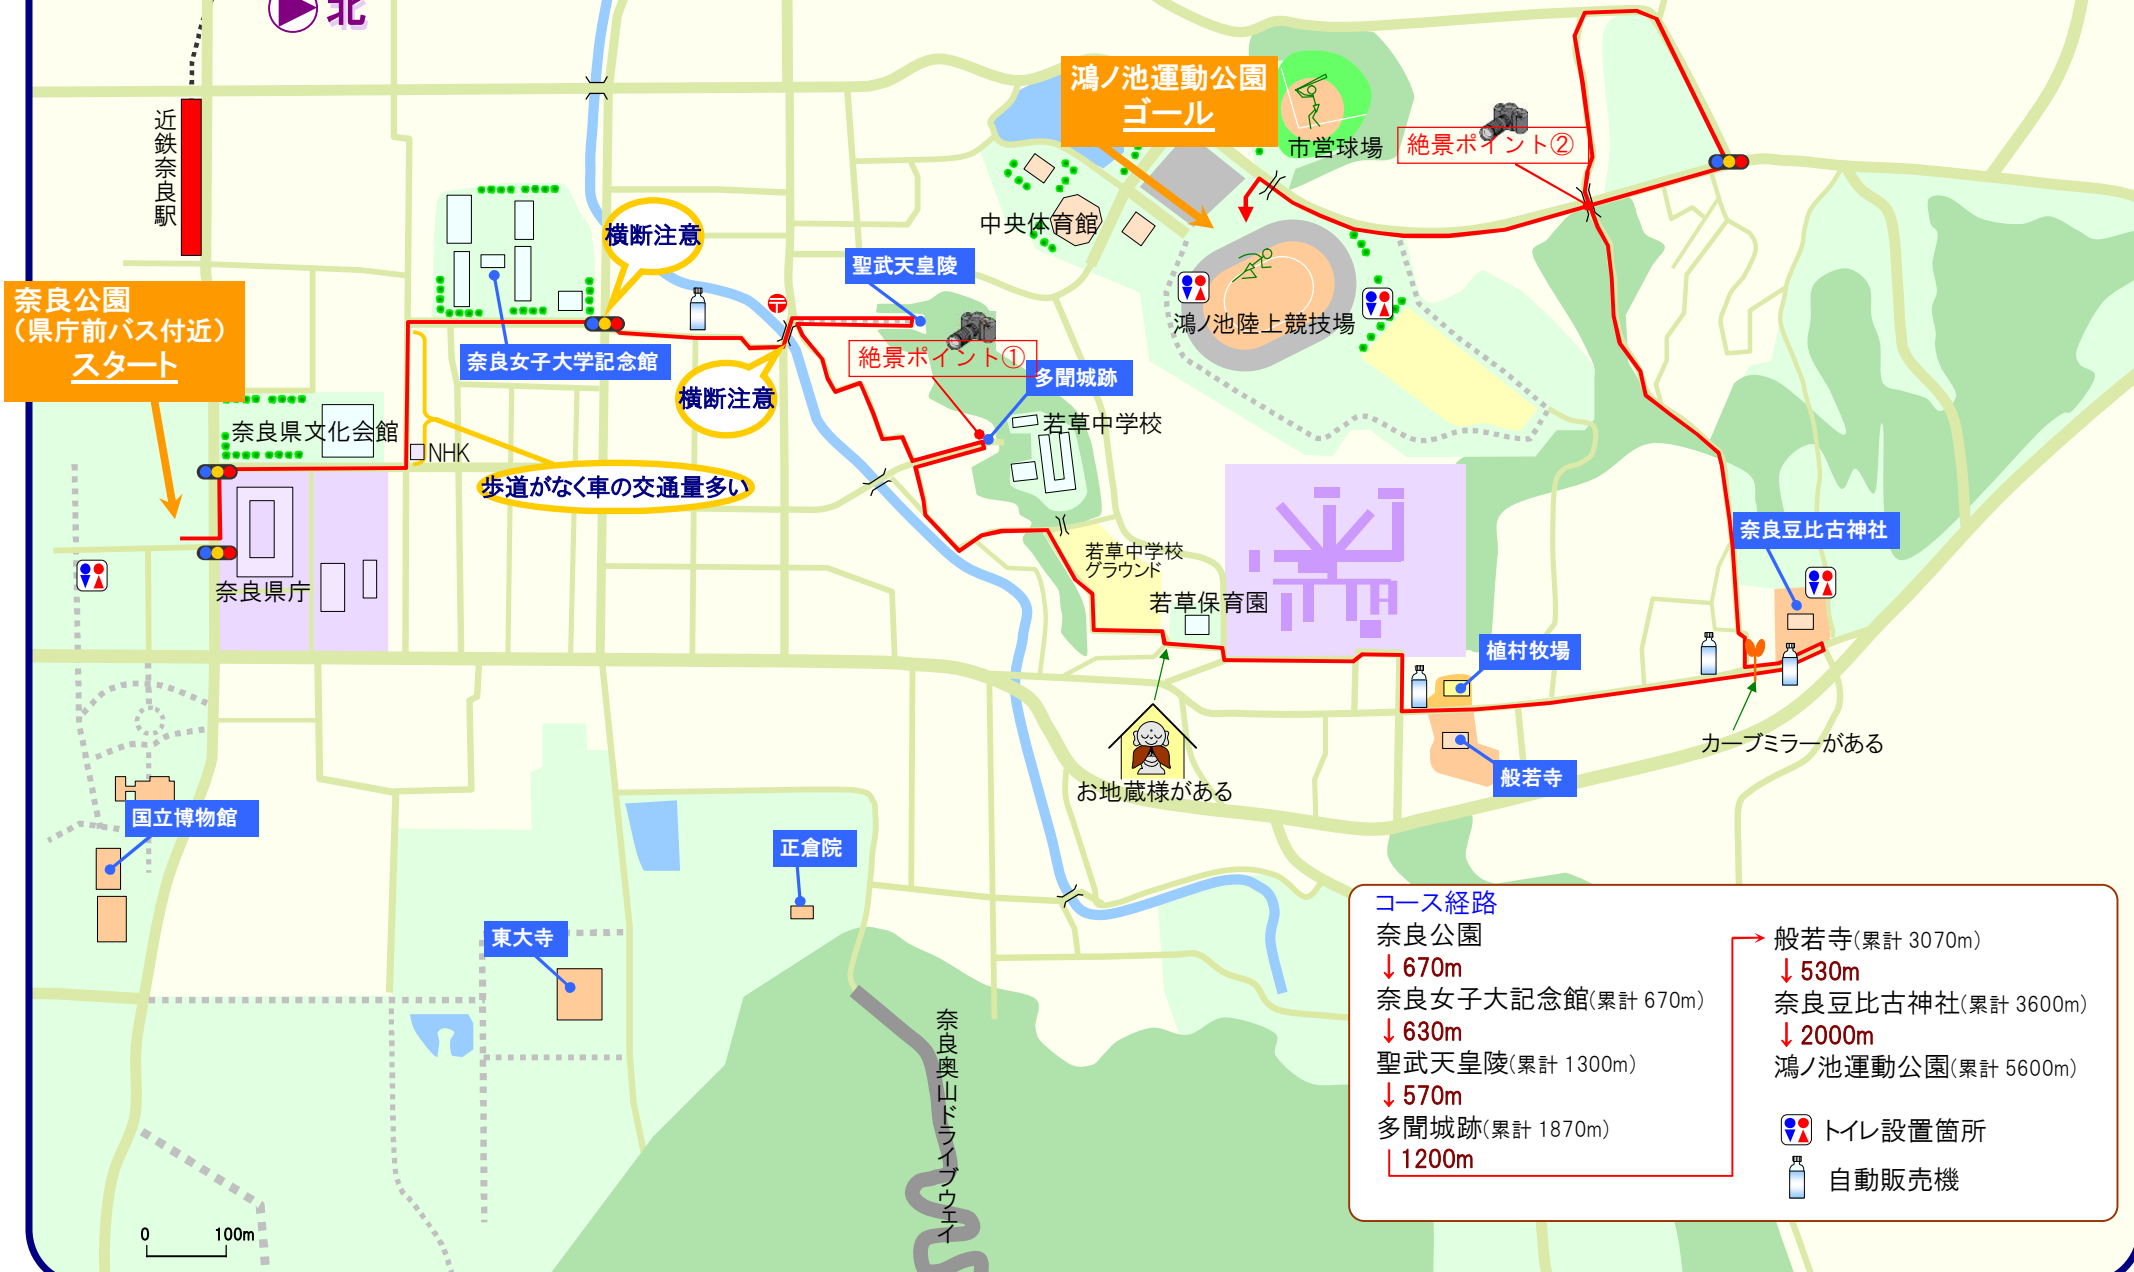 北
近鉄奈良駅
奈良公園
（県庁前バス付近）
スタート
鴻ノ池運動公園
ゴール
市営球場
絶景ポイント②
中央体育館
横断注意
聖武天皇陵
〒
奈良女子大学記念館
横断注意
絶景ポイント①
多聞城跡
鴻ノ池陸上競技場
奈良県文化会館
NHK
若草中学校
歩道がなく車の交通量多い
奈良県庁
若草中学校
グラウンド
若草保育園
奈良豆比古神社
植村牧場
般若寺
カーブミラーがある
お地蔵様がある
国立博物館
正倉院
東大寺
奈良奥山ドライブウェイ
0 100m
コース経路
奈良公園
↓670m
奈良女子大記念館(累計 670m)
↓630m
聖武天皇陵(累計 1300m)
↓570m
多聞城跡(累計 1870m)
1200m
般若寺(累計 3070m)
↓530m
奈良豆比古神社(累計 3600m)
↓2000m
鴻ノ池運動公園(累計 5600m)
トイレ設置箇所
自動販売機